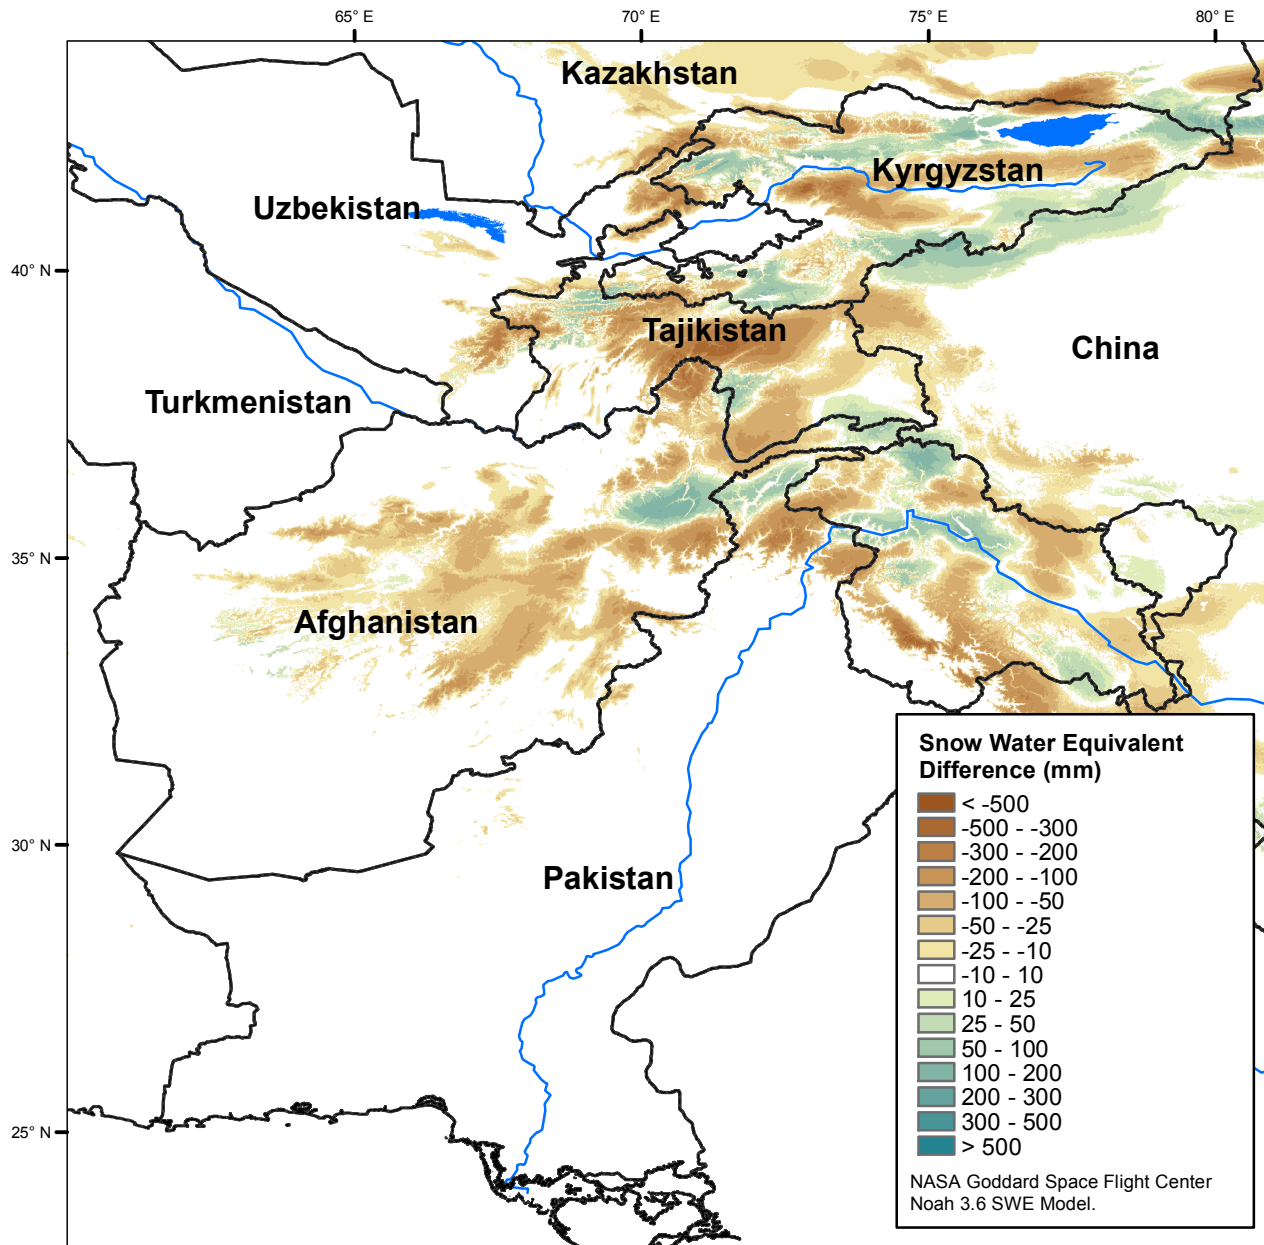 65° E
70° E
75° E
80° E
Kazakhstan
Kyrgyzstan
Uzbekistan
40° N
Tajikistan
China
Turkmenistan
35° N
Afghanistan
Snow Water Equivalent
Difference (mm)
< -500
-500 - -300
-300 - -200
-200 - -100
-100 - -50
-50 - -25
-25 - -10
-10 - 10
10 - 25
25 - 50
50 - 100
100 - 200
200 - 300
300 - 500
> 500
NASA Goddard Space Flight Center
Noah 3.6 SWE Model.
30° N
Pakistan
25° N